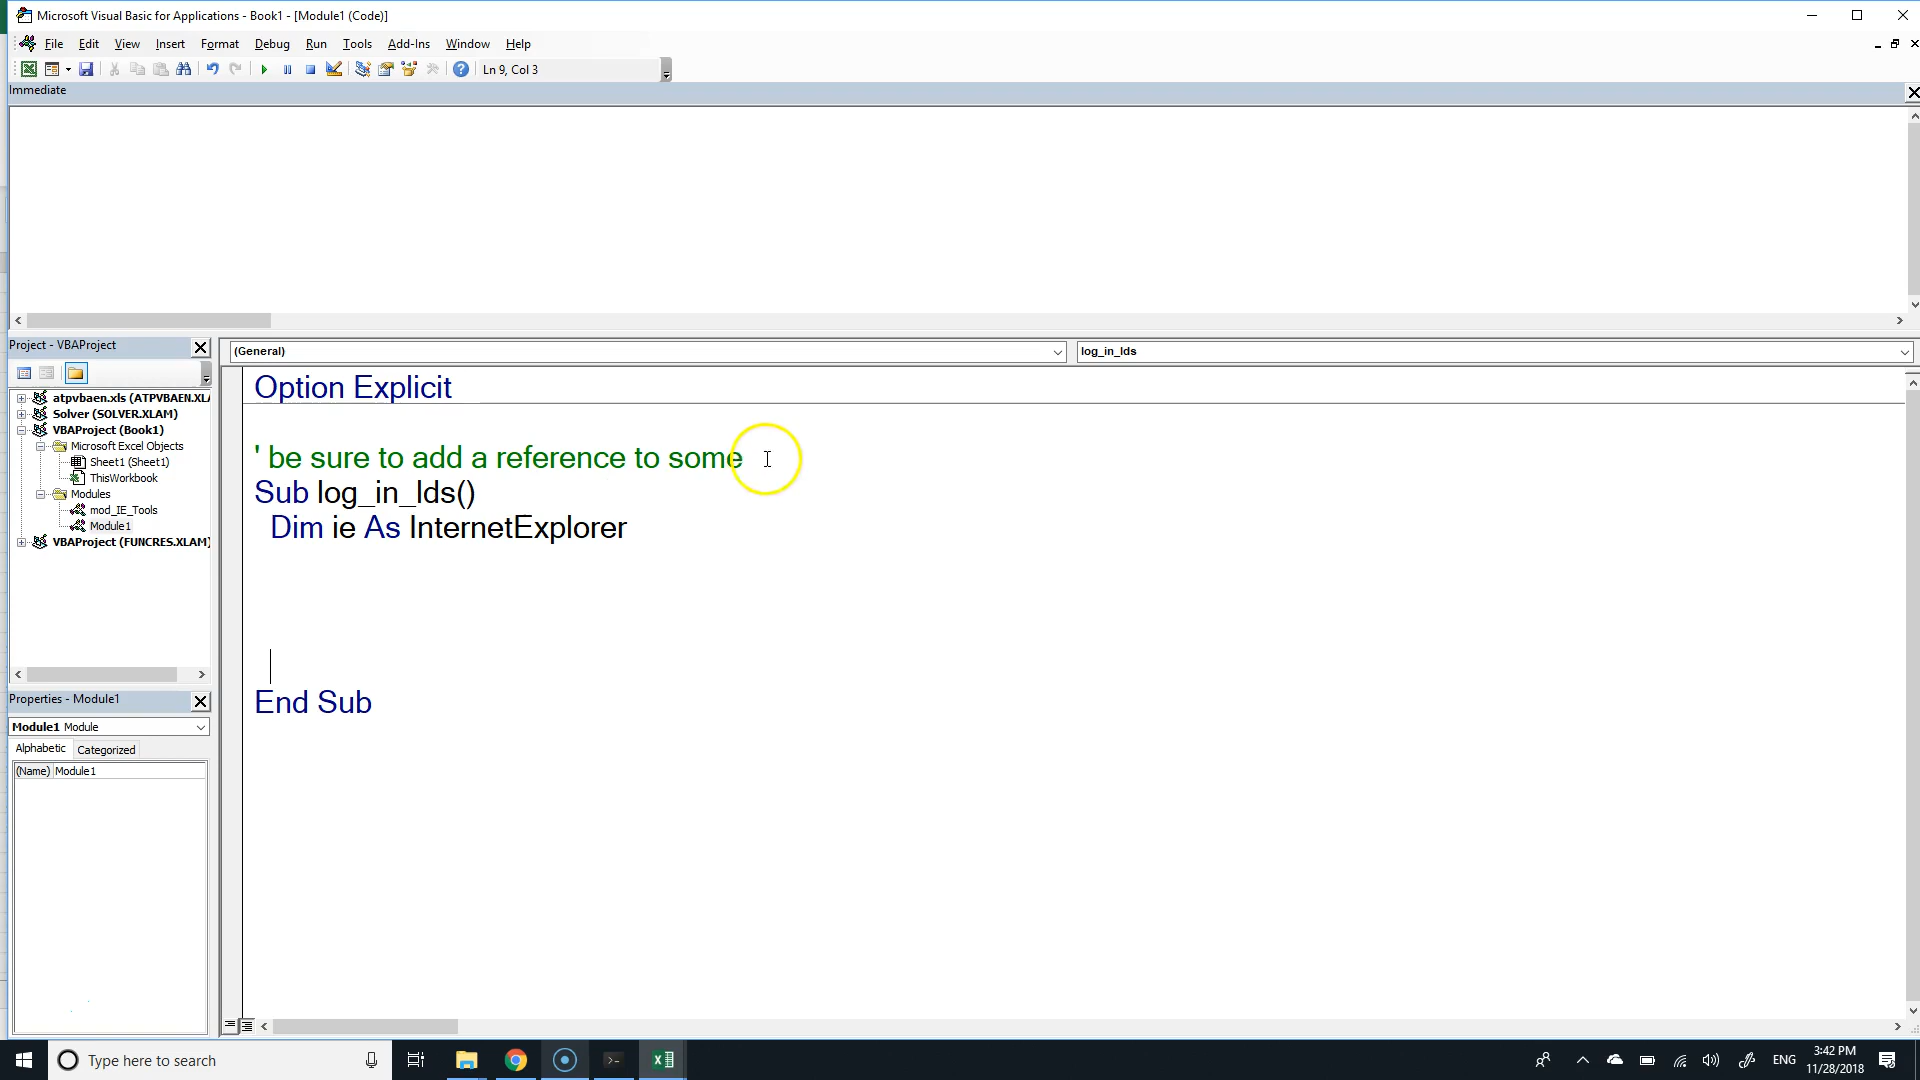 Microsoft Visual Basic for Applications - Book1 - [Module1 (Code)]
File Edit View Insert Format Debug Run Tools Add-Ins Window Help
Ln 9, Col 3
Immediate
Project - VBAProject
(General)
log_in_lds
atpvbaen.xls (ATPVBAEN.XLA
Solver (SOLVER.XLAM)
VBAProject (Book1)
Microsoft Excel Objects
Sheet1 (Sheet1)
ThisWorkbook
Modules
mod_IE_Tools
Module1
VBAProject (FUNCRES.XLAM)
Properties - Module1
Module1 Module
Alphabetic Categorized
(Name) Module1
Option Explicit
' be sure to add a reference to some
Sub log_in_lds()
Dim ie As InternetExplorer
End Sub
Type here to search
ENG
3:42 PM
11/28/2018